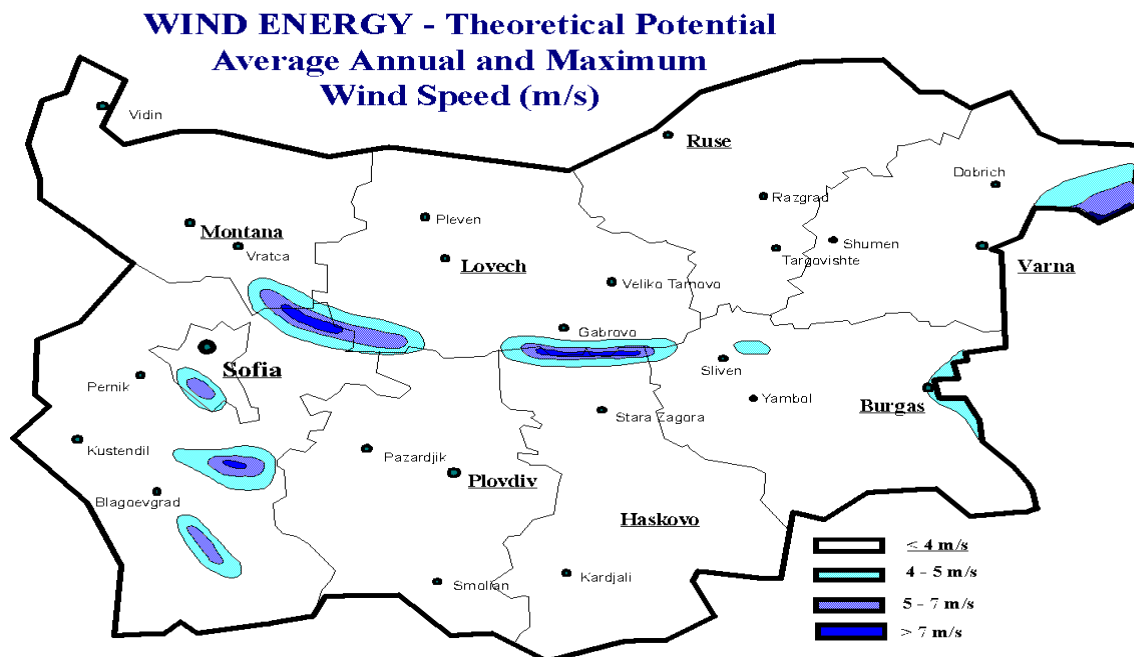 WIND ENERGY - Theoretical Potential
Average Annual and Maximum
Wind Speed (m/s)
Vidin
Ruse
Dobrich
Razgrad
Pleven
Montana
Vratca
Lovech
Shumen
Targovishte
Varna
Veliko Tarnovo
Gabrovo
Sofia
Sliven
Pernik
Yambol
Burgas
Stara Zagora
Kustendil
Pazardjik
Plovdiv
Blagoevgrad
Haskovo
Smolian
Kardjali
< 4 m/s
4 - 5 m/s
5 - 7 m/s
> 7 m/s